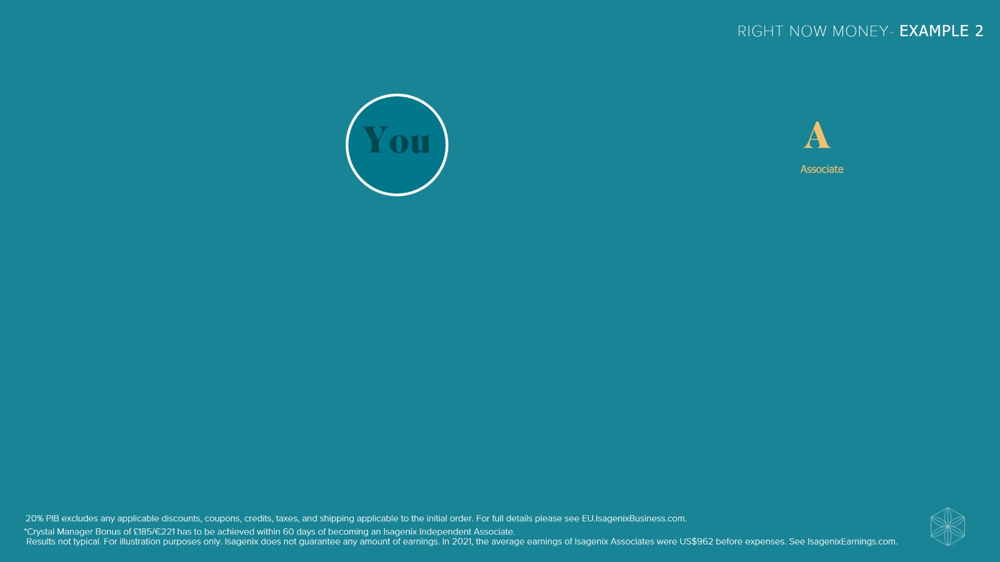 RIGHT NOW MONEY- EXAMPLE 2
You
A
Associate
20% PIB excludes any applicable discounts, coupons, credits, taxes, and shipping applicable to the initial order. For full details please see EU.IsagenixBusiness.com.
*Crystal Manager Bonus of £185/€221 has to be achieved within 60 days of becoming an Isagenix Independent Associate.
Results not typical. For illustration purposes only. Isagenix does not guarantee any amount of earnings. In 2021, the average earnings of Isagenix Associates were US$962 before expenses. See IsagenixEarnings.com.